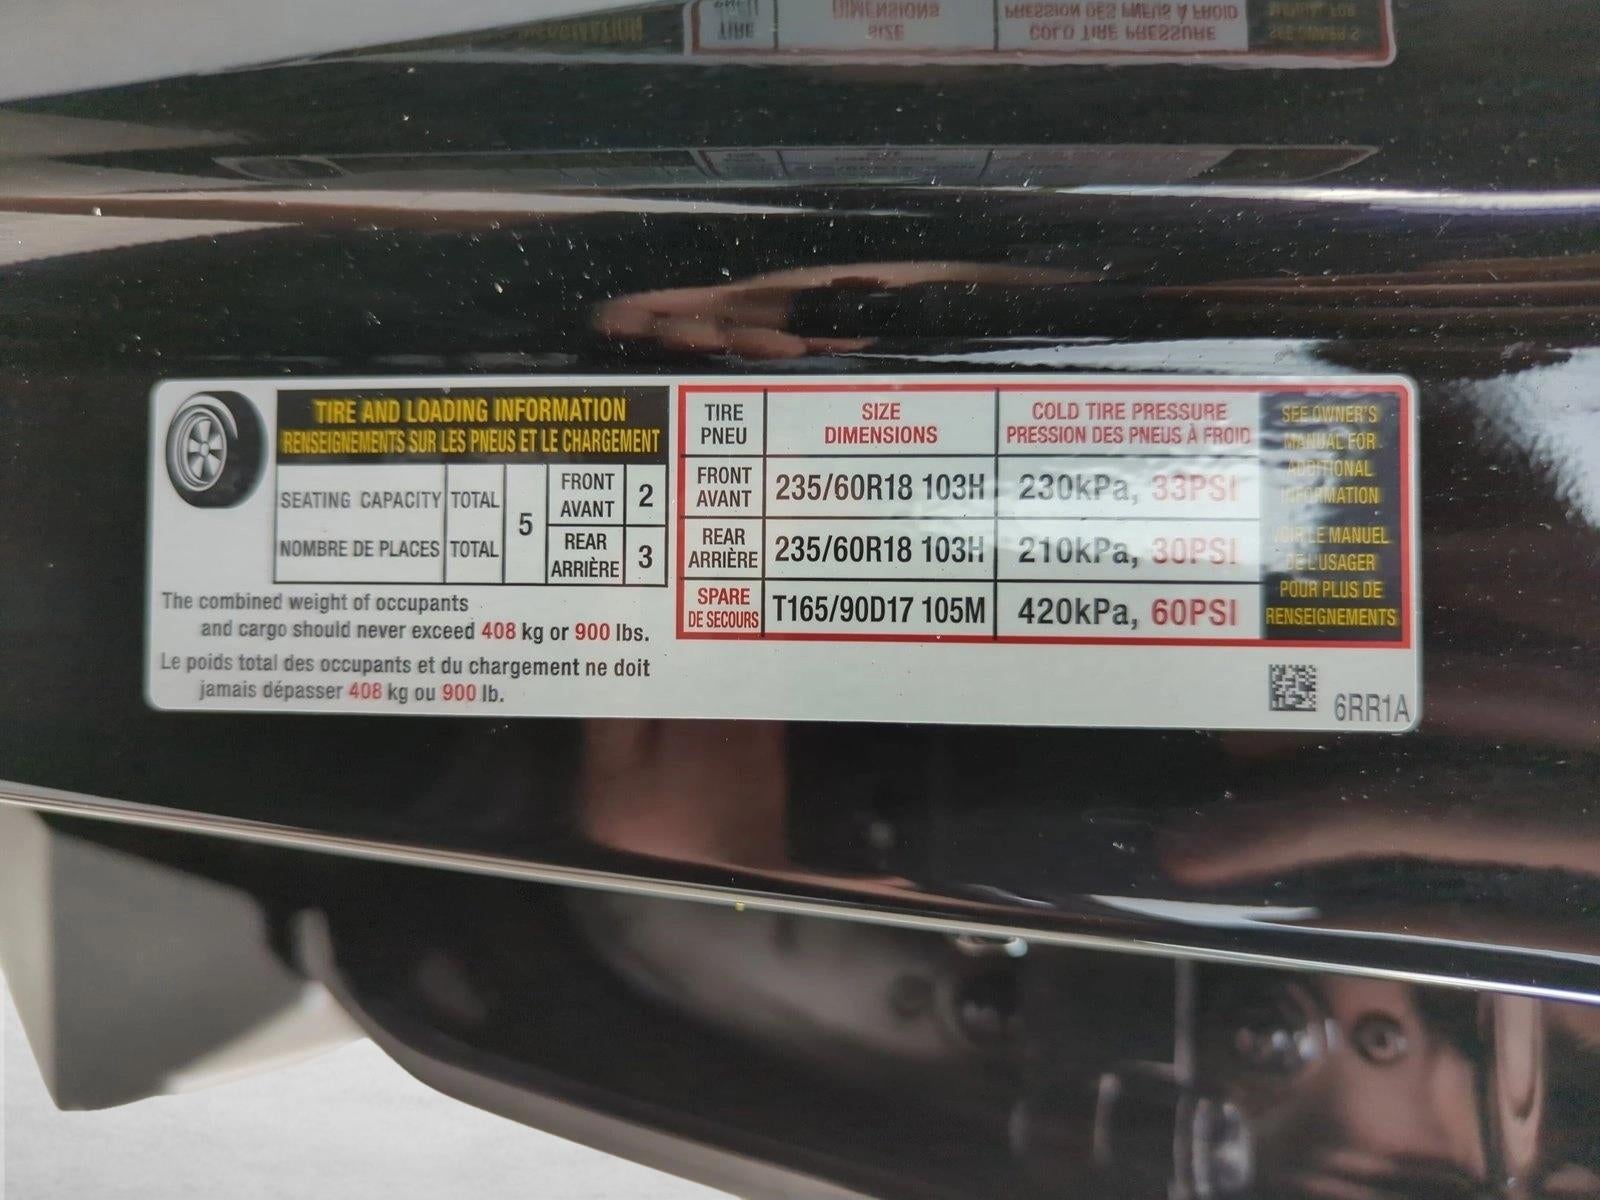 TIRE AND LOADING INFORMATION
RENSEIGNEMENTS SUR LES PNEUS ET LE CHARGEMENT
SEATING CAPACITY TOTAL 5 FRONT AVANT 2
NOMBRE DE PLACES TOTAL REAR ARRIÈRE 3
The combined weight of occupants
and cargo should never exceed 408 kg or 900 lbs.
Le poids total des occupants et du chargement ne doit
jamais dépasser 408 kg ou 900 lb.
TIRE SIZE COLD TIRE PRESSURE
PNEU DIMENSIONS PRESSION DES PNEUS À FROID
FRONT AVANT 235/60R18 103H 230kPa, 33PSI
REAR ARRIÈRE 235/60R18 103H 210kPa, 30PSI
SPARE DE SECOURS T165/90D17 105M 420kPa, 60PSI
SEE OWNER'S
MANUAL FOR
ADDITIONAL
INFORMATION
VOIR LE MANUEL
DE L'USAGER
POUR PLUS DE
RENSEIGNEMENTS
6RR1A